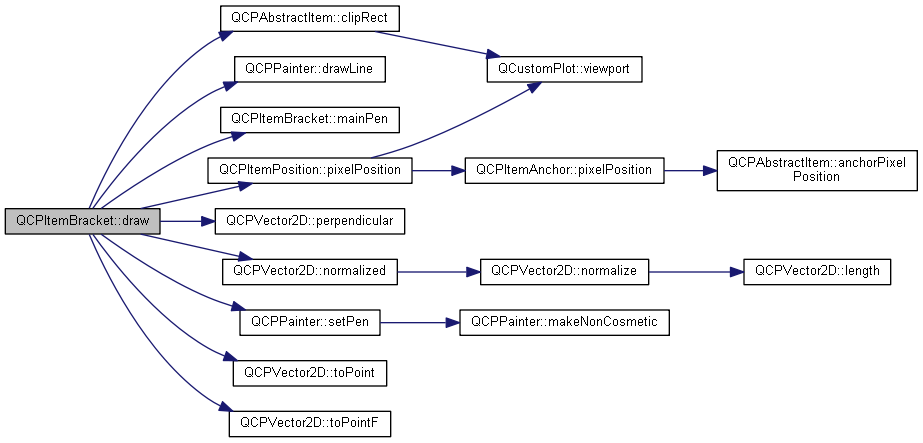 QCPItemBracket::draw
QCPAbstractItem::clipRect
QCustomPlot::viewport
QCPPainter::drawLine
QCPItemBracket::mainPen
QCPItemPosition::pixelPosition
QCPItemAnchor::pixelPosition
QCPAbstractItem::anchorPixel
Position
QCPVector2D::perpendicular
QCPVector2D::normalized
QCPVector2D::normalize
QCPVector2D::length
QCPPainter::setPen
QCPPainter::makeNonCosmetic
QCPVector2D::toPoint
QCPVector2D::toPointF